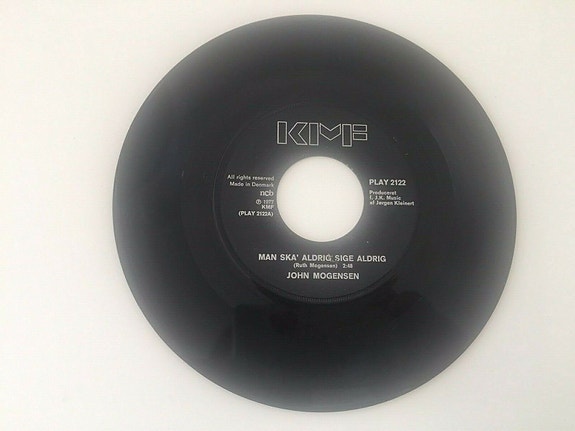 KMF
All rights reserved
Made in Denmark
ncb
Ⓟ 1977
KMF
(PLAY 2122A)
PLAY 2122
Produceret
f. J.K. Music
af Jørgen Kleinert
MAN SKA' ALDRIG SIGE ALDRIG
(Ruth Mogensen) 2:48
JOHN MOGENSEN